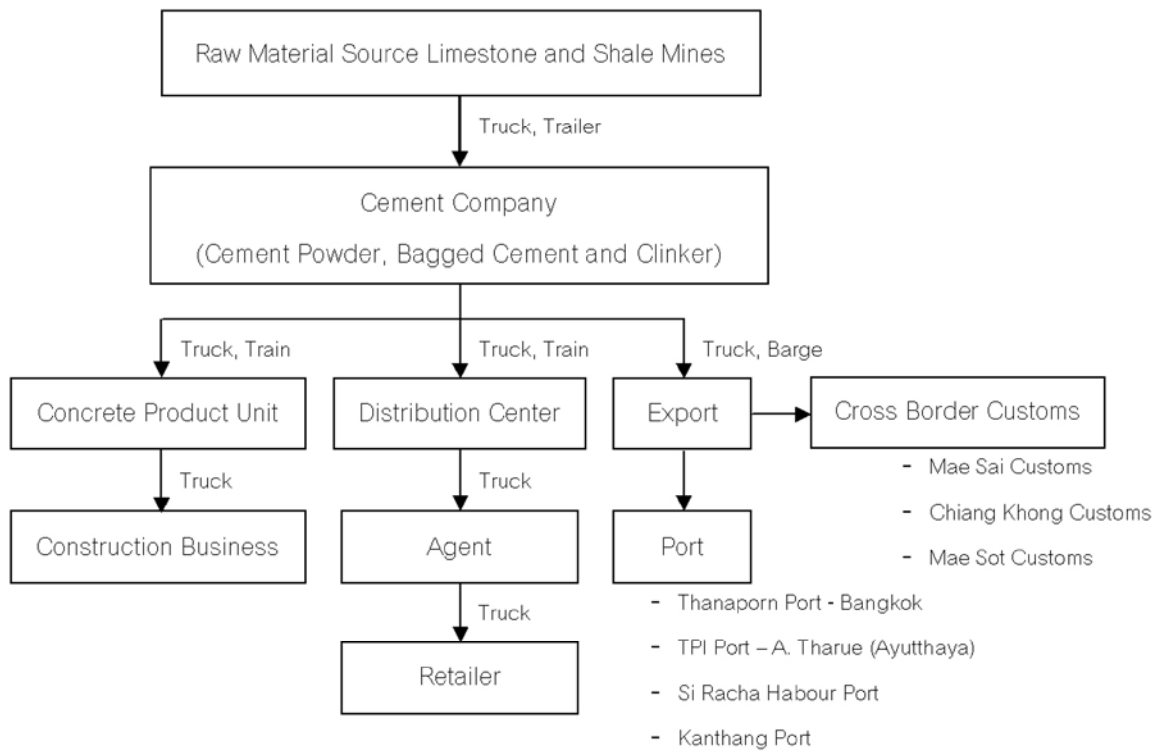 Raw Material Source Limestone and Shale Mines
Truck, Trailer
Cement Company
(Cement Powder, Bagged Cement and Clinker)
Truck, Train
Truck, Train
Truck, Barge
Concrete Product Unit
Distribution Center
Export
Cross Border Customs
- Mae Sai Customs
- Chiang Khong Customs
- Mae Sot Customs
Truck
Truck
Construction Business
Agent
Port
- Thanaporn Port - Bangkok
- TPI Port – A. Tharue (Ayutthaya)
- Si Racha Habour Port
- Kanthang Port
Truck
Retailer